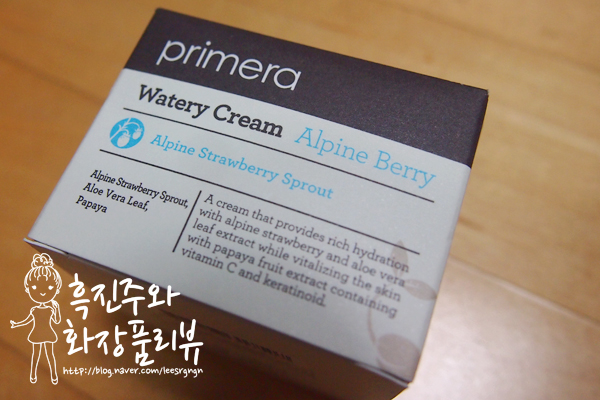 primera
Watery Cream Alpine Berry
Alpine Strawberry Sprout
Alpine Strawberry Sprout,
Aloe Vera Leaf,
Papaya
A cream that provides rich hydration
with alpine strawberry and aloe vera
leaf extract while vitalizing the skin
with papaya fruit extract containing
vitamin C and keratinoid.
흑진주와
화장품리뷰
http://blog.naver.com/leesrgngn